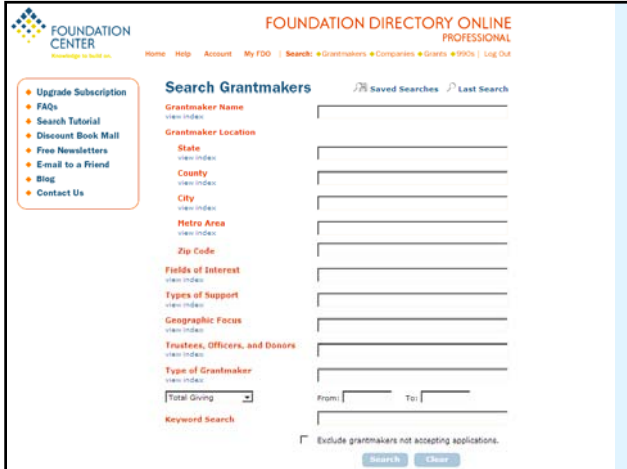 FOUNDATION
CENTER
Knowledge to build on.
FOUNDATION DIRECTORY ONLINE
PROFESSIONAL
Home Help Account My FDO | Search: Grantmakers Companies Grants 990s | Log Out
Upgrade Subscription
FAQs
Search Tutorial
Discount Book Mall
Free Newsletters
E-mail to a Friend
Blog
Contact Us
Search Grantmakers
Saved Searches Last Search
Grantmaker Name
view index
Grantmaker Location
State
view index
County
view index
City
view index
Metro Area
view index
Zip Code
Fields of Interest
view index
Types of Support
view index
Geographic Focus
view index
Trustees, Officers, and Donors
view index
Type of Grantmaker
view index
Total Giving From: To:
Keyword Search
Exclude grantmakers not accepting applications.
Search Clear